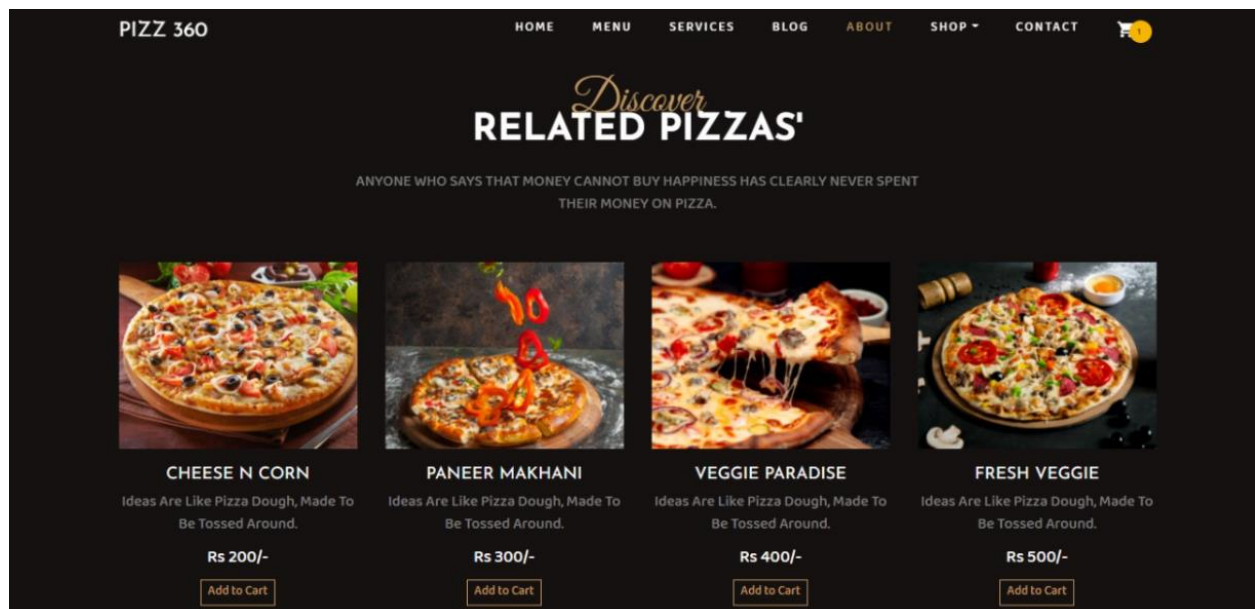 PIZZ 360
HOME MENU SERVICES BLOG ABOUT SHOP CONTACT
1
Discover
RELATED PIZZAS'
ANYONE WHO SAYS THAT MONEY CANNOT BUY HAPPINESS HAS CLEARLY NEVER SPENT
THEIR MONEY ON PIZZA.
CHEESE N CORN
Ideas Are Like Pizza Dough, Made To
Be Tossed Around.
Rs 200/-
Add to Cart
PANEER MAKHANI
Ideas Are Like Pizza Dough, Made To
Be Tossed Around.
Rs 300/-
Add to Cart
VEGGIE PARADISE
Ideas Are Like Pizza Dough, Made To
Be Tossed Around.
Rs 400/-
Add to Cart
FRESH VEGGIE
Ideas Are Like Pizza Dough, Made To
Be Tossed Around.
Rs 500/-
Add to Cart